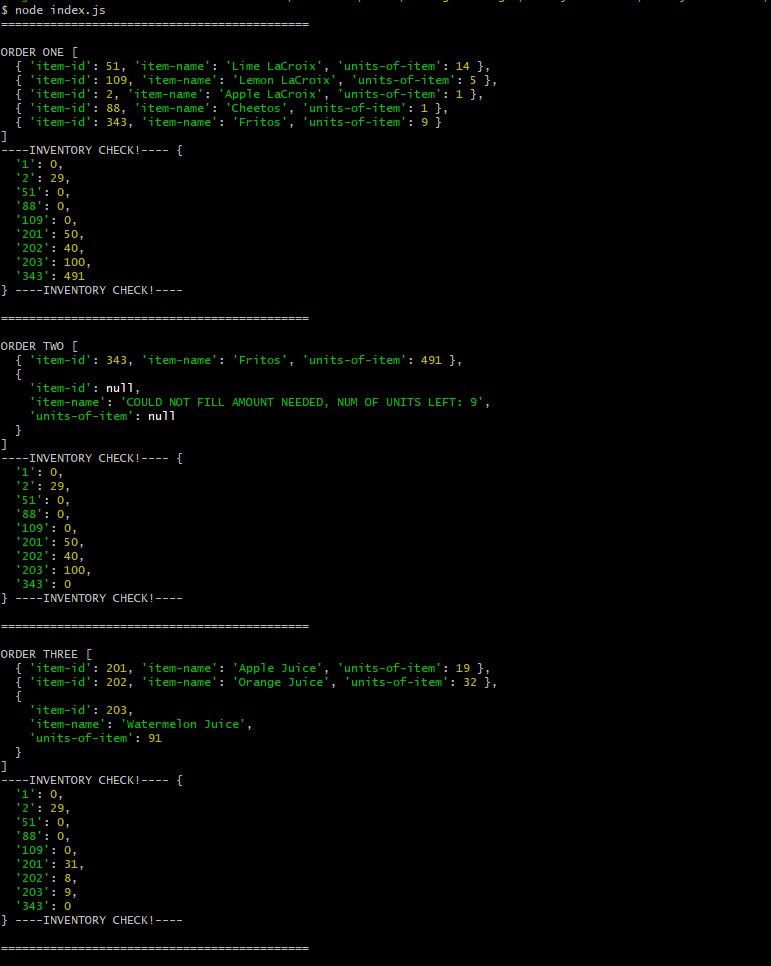 $ node index.js
============================================
ORDER ONE [
  { 'item-id': 51, 'item-name': 'Lime LaCroix', 'units-of-item': 14 },
  { 'item-id': 109, 'item-name': 'Lemon LaCroix', 'units-of-item': 5 },
  { 'item-id': 2, 'item-name': 'Apple LaCroix', 'units-of-item': 1 },
  { 'item-id': 88, 'item-name': 'Cheetos', 'units-of-item': 1 },
  { 'item-id': 343, 'item-name': 'Fritos', 'units-of-item': 9 }
]
----INVENTORY CHECK!---- {
  '1': 0,
  '2': 29,
  '51': 0,
  '88': 0,
  '109': 0,
  '201': 50,
  '202': 40,
  '203': 100,
  '343': 491
} ----INVENTORY CHECK!----
============================================
ORDER TWO [
  { 'item-id': 343, 'item-name': 'Fritos', 'units-of-item': 491 },
  {
    'item-id': null,
    'item-name': 'COULD NOT FILL AMOUNT NEEDED, NUM OF UNITS LEFT: 9',
    'units-of-item': null
  }
]
----INVENTORY CHECK!---- {
  '1': 0,
  '2': 29,
  '51': 0,
  '88': 0,
  '109': 0,
  '201': 50,
  '202': 40,
  '203': 100,
  '343': 0
} ----INVENTORY CHECK!----
============================================
ORDER THREE [
  { 'item-id': 201, 'item-name': 'Apple Juice', 'units-of-item': 19 },
  { 'item-id': 202, 'item-name': 'Orange Juice', 'units-of-item': 32 },
  {
    'item-id': 203,
    'item-name': 'Watermelon Juice',
    'units-of-item': 91
  }
]
----INVENTORY CHECK!---- {
  '1': 0,
  '2': 29,
  '51': 0,
  '88': 0,
  '109': 0,
  '201': 31,
  '202': 8,
  '203': 9,
  '343': 0
} ----INVENTORY CHECK!----
============================================